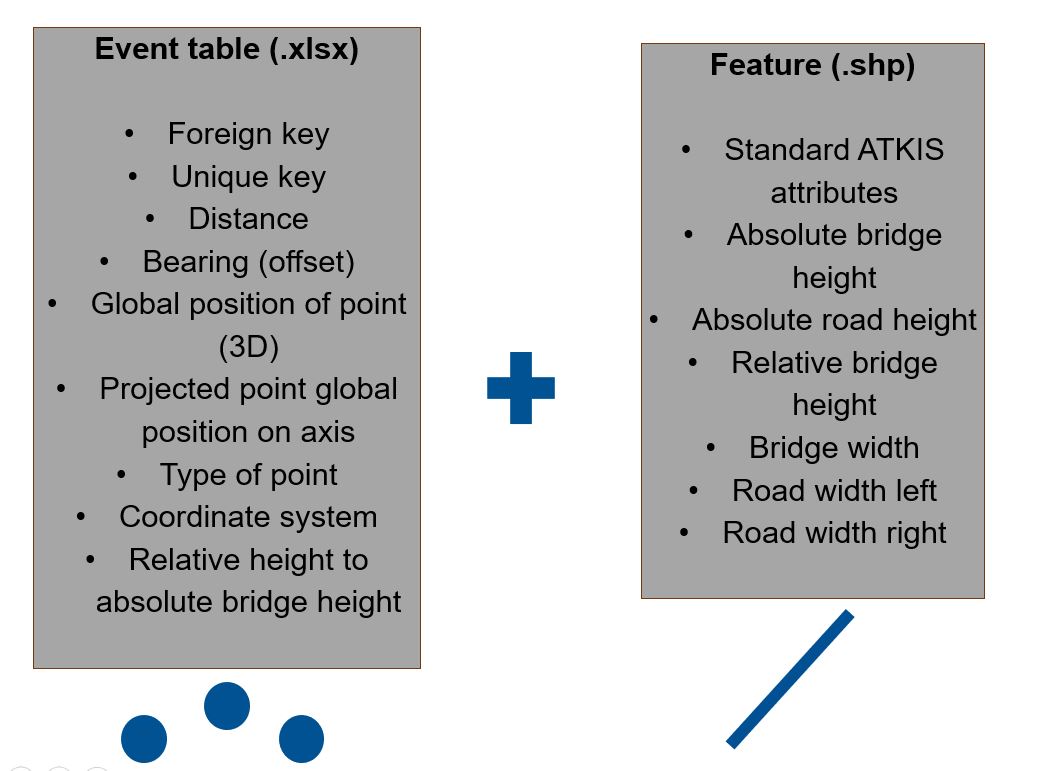 Event table (.xlsx)
• Foreign key
• Unique key
• Distance
• Bearing (offset)
• Global position of point
(3D)
• Projected point global
position on axis
• Type of point
• Coordinate system
• Relative height to
absolute bridge height
Feature (.shp)
• Standard ATKIS
attributes
• Absolute bridge
height
• Absolute road height
• Relative bridge
height
• Bridge width
• Road width left
• Road width right